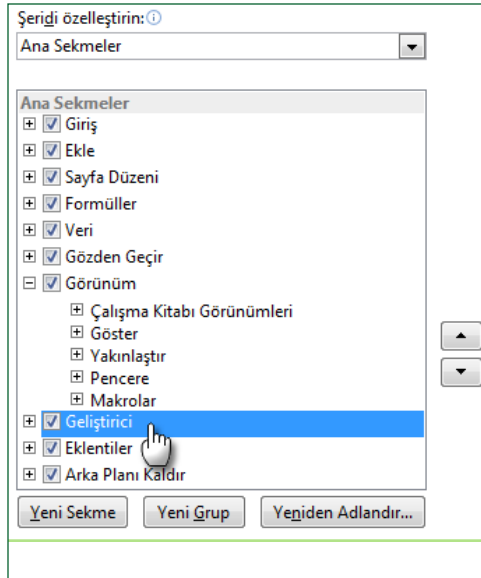 Şeridi özelleştirin:
Ana Sekmeler
Ana Sekmeler
Giriş
Ekle
Sayfa Düzeni
Formüller
Veri
Gözden Geçir
Görünüm
Çalışma Kitabı Görünümleri
Göster
Yakınlaştır
Pencere
Makrolar
Geliştirici
Eklentiler
Arka Planı Kaldır
Yeni Sekme Yeni Grup Yeniden Adlandır...